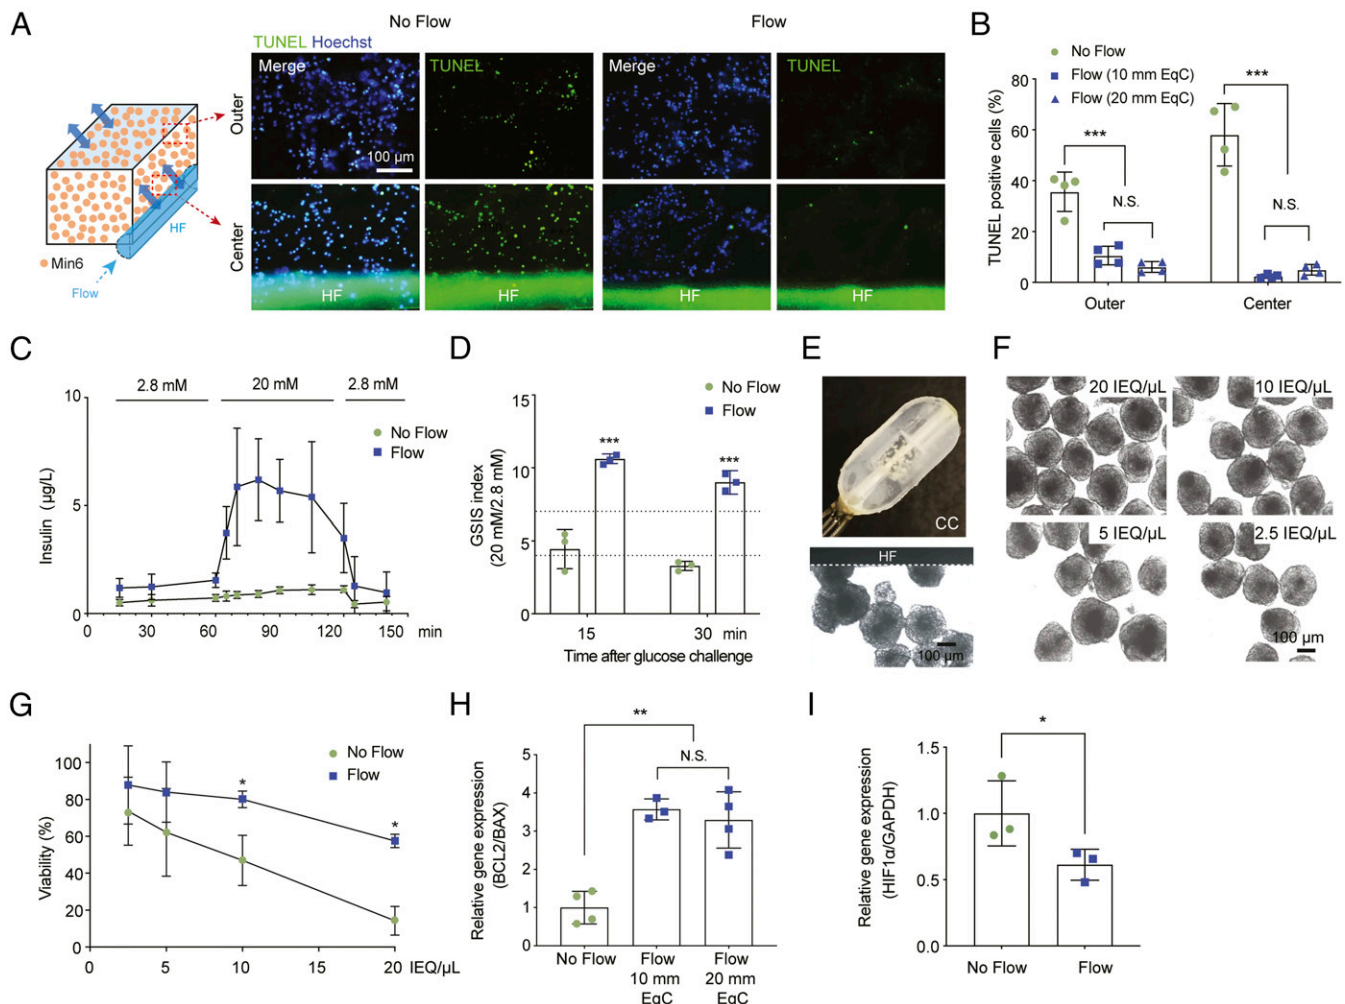 A
No Flow
Flow
TUNEL Hoechst
Merge
TUNEL
Merge
TUNEL
Outer
100 µm
Center
HF
HF
HF
HF
HF
Min6
Flow
B
No Flow
Flow (10 mm EqC)
Flow (20 mm EqC)
TUNEL positive cells (%)
80
60
40
20
0
***
N.S.
***
N.S.
Outer
Center
C
2.8 mM
20 mM
2.8 mM
No Flow
Flow
Insulin (µg/L)
10
5
0
0 30 60 90 120 150 min
D
No Flow
Flow
GSIS index
(20 mM/2.8 mM)
15
10
5
0
***
***
15 30 min
Time after glucose challenge
E
CC
HF
100 µm
F
20 IEQ/µL
10 IEQ/µL
5 IEQ/µL
2.5 IEQ/µL
100 µm
G
No Flow
Flow
Viability (%)
100
80
60
40
20
0
*
*
0 5 10 15 20 IEQ/µL
H
Relative gene expression
(BCL2/BAX)
5
4
3
2
1
0
**
N.S.
No Flow
Flow
10 mm
EqC
Flow
20 mm
EqC
I
Relative gene expression
(HIF1α/GAPDH)
1.5
1.0
0.5
0.0
*
No Flow
Flow